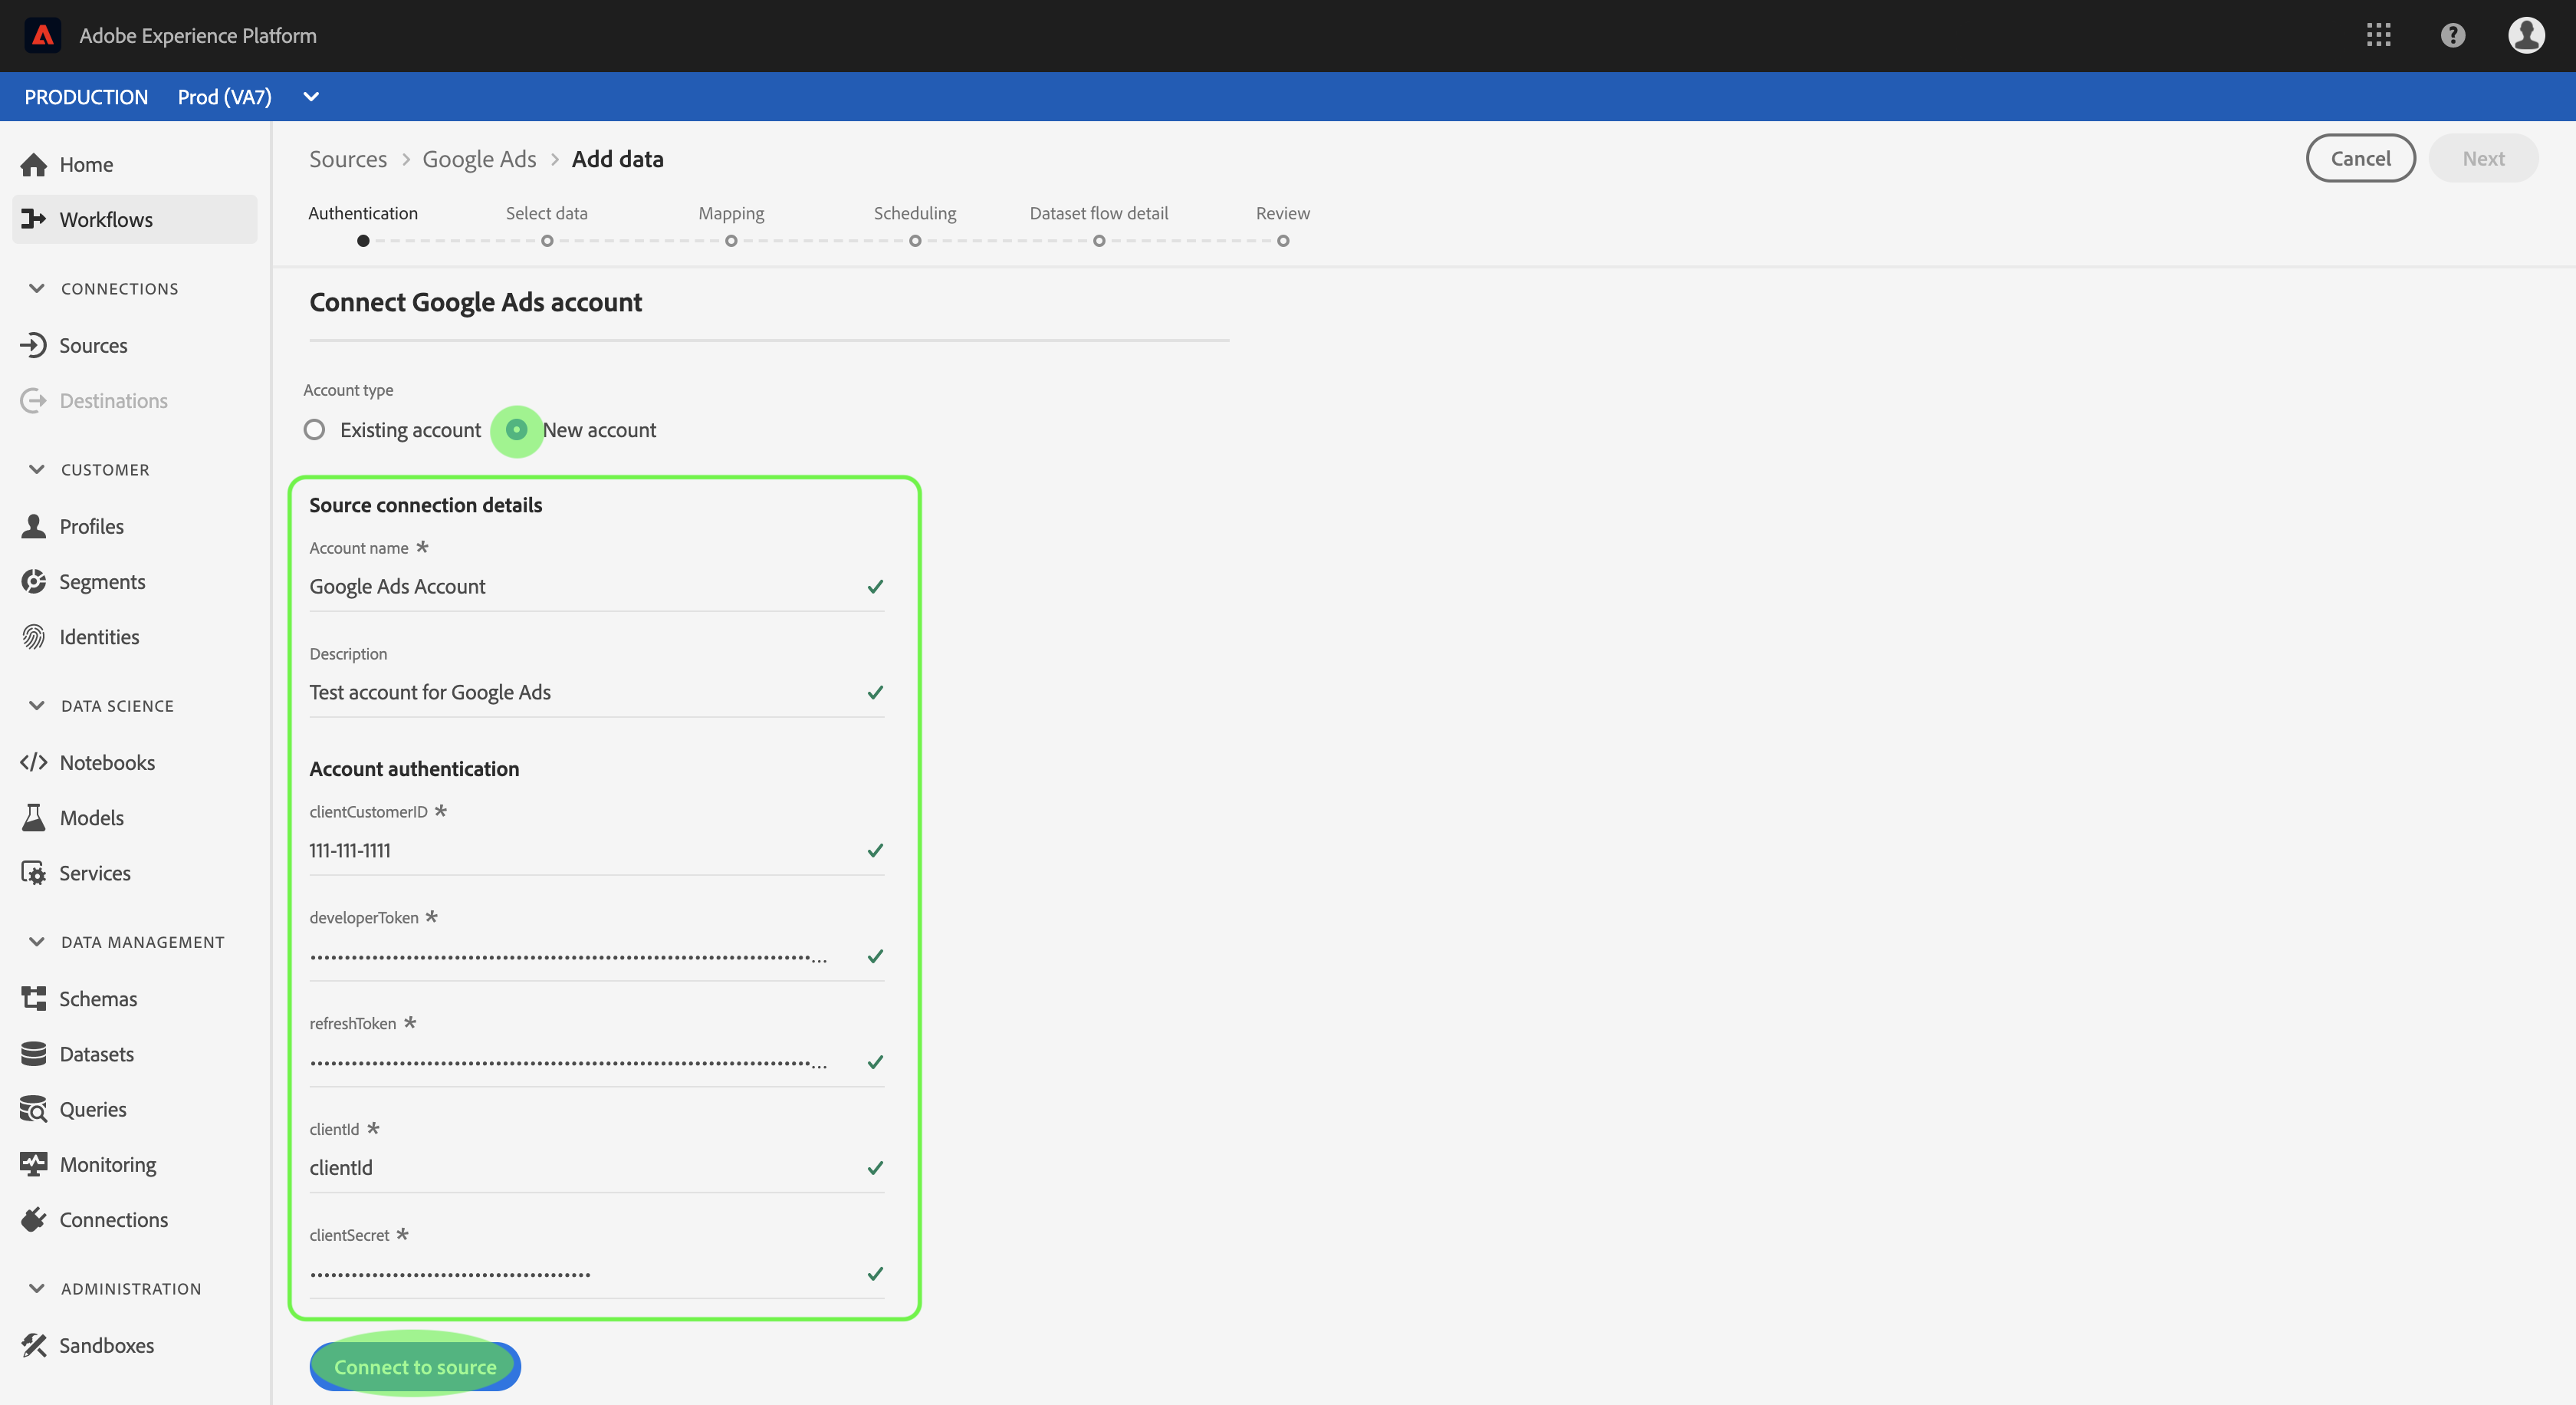 Adobe Experience Platform
?
PRODUCTION Prod (VA7)
Home
Workflows
CONNECTIONS
Sources
Destinations
CUSTOMER
Profiles
Segments
Identities
DATA SCIENCE
Notebooks
Models
Services
DATA MANAGEMENT
Schemas
Datasets
Queries
Monitoring
Connections
ADMINISTRATION
Sandboxes
Sources > Google Ads > Add data
Cancel Next
Authentication Select data Mapping Scheduling Dataset flow detail Review
Connect Google Ads account
Account type
Existing account New account
Source connection details
Account name *
Google Ads Account
Description
Test account for Google Ads
Account authentication
clientCustomerID *
111-111-1111
developerToken *
refreshToken *
clientId *
clientId
clientSecret *
Connect to source